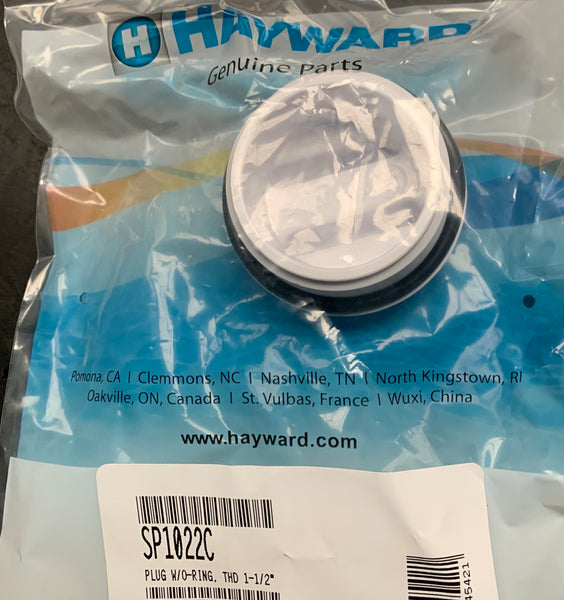 H HAYWARD
Genuine Parts
Pomona, CA | Clemmons, NC | Nashville, TN | North Kingstown, RI
Oakville, ON, Canada | St. Vulbas, France | Wuxi, China
www.hayward.com
SP1022C
PLUG W/O-RING, THD 1-1/2"
45421